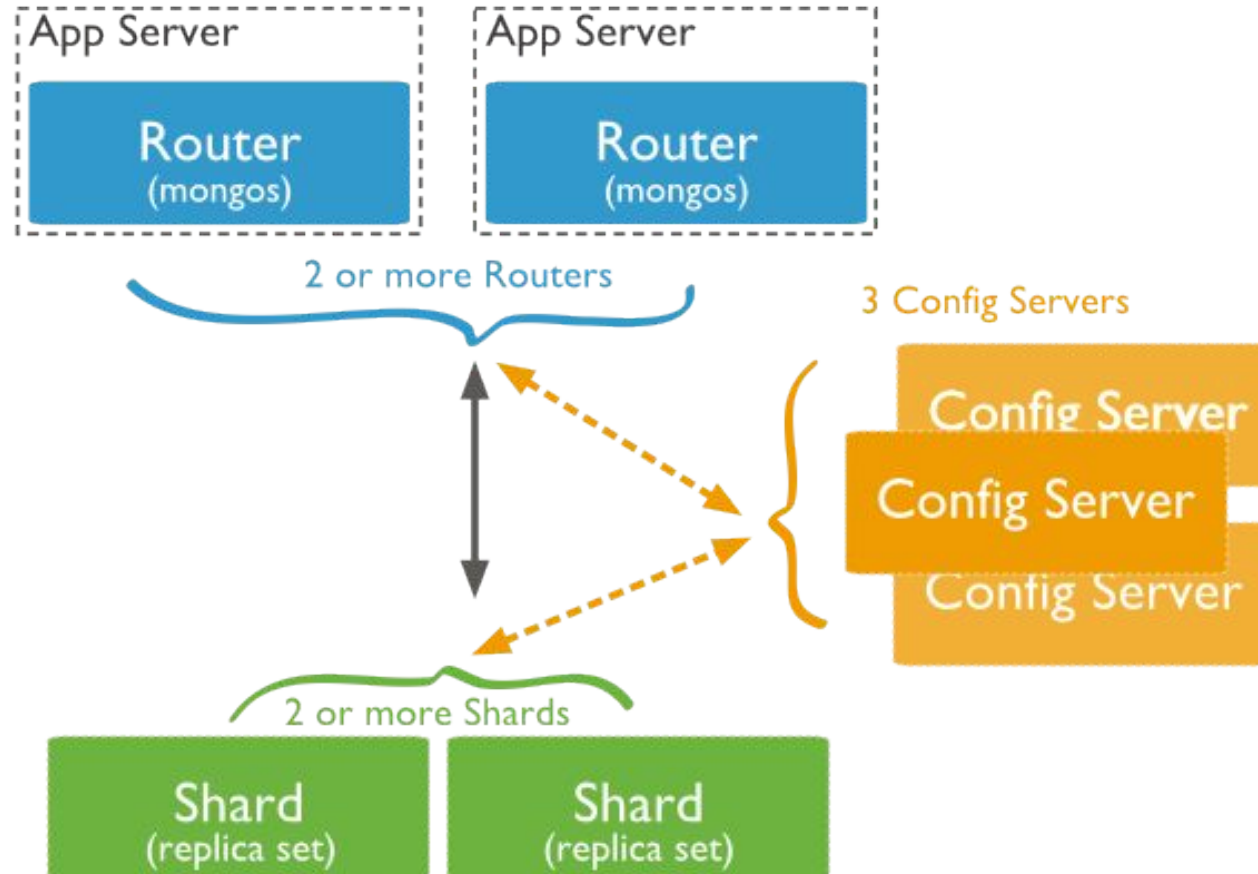 App Server
App Server
Router
(mongos)
Router
(mongos)
2 or more Routers
3 Config Servers
Config Server
Config Server
Config Server
2 or more Shards
Shard
(replica set)
Shard
(replica set)